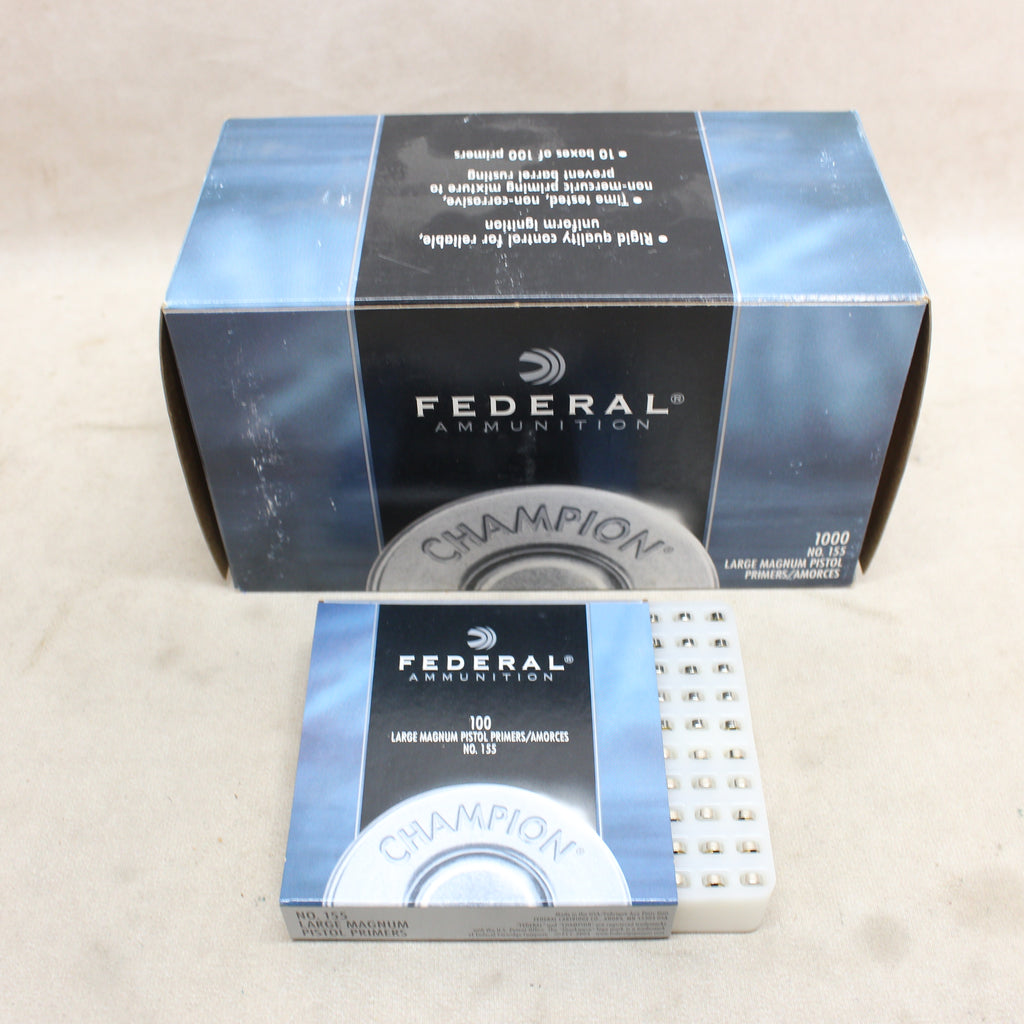 • Rigid quality control for reliable,
uniform ignition
• Time tested, non-corrosive,
non-mercuric priming mixture to
prevent barrel rusting
• 10 boxes of 100 primers
FEDERAL®
AMMUNITION
CHAMPION®
1000
NO. 155
LARGE MAGNUM PISTOL
PRIMERS/AMORCES
FEDERAL®
AMMUNITION
100
LARGE MAGNUM PISTOL PRIMERS/AMORCES
NO. 155
CHAMPION®
NO. 155
LARGE MAGNUM
PISTOL PRIMERS